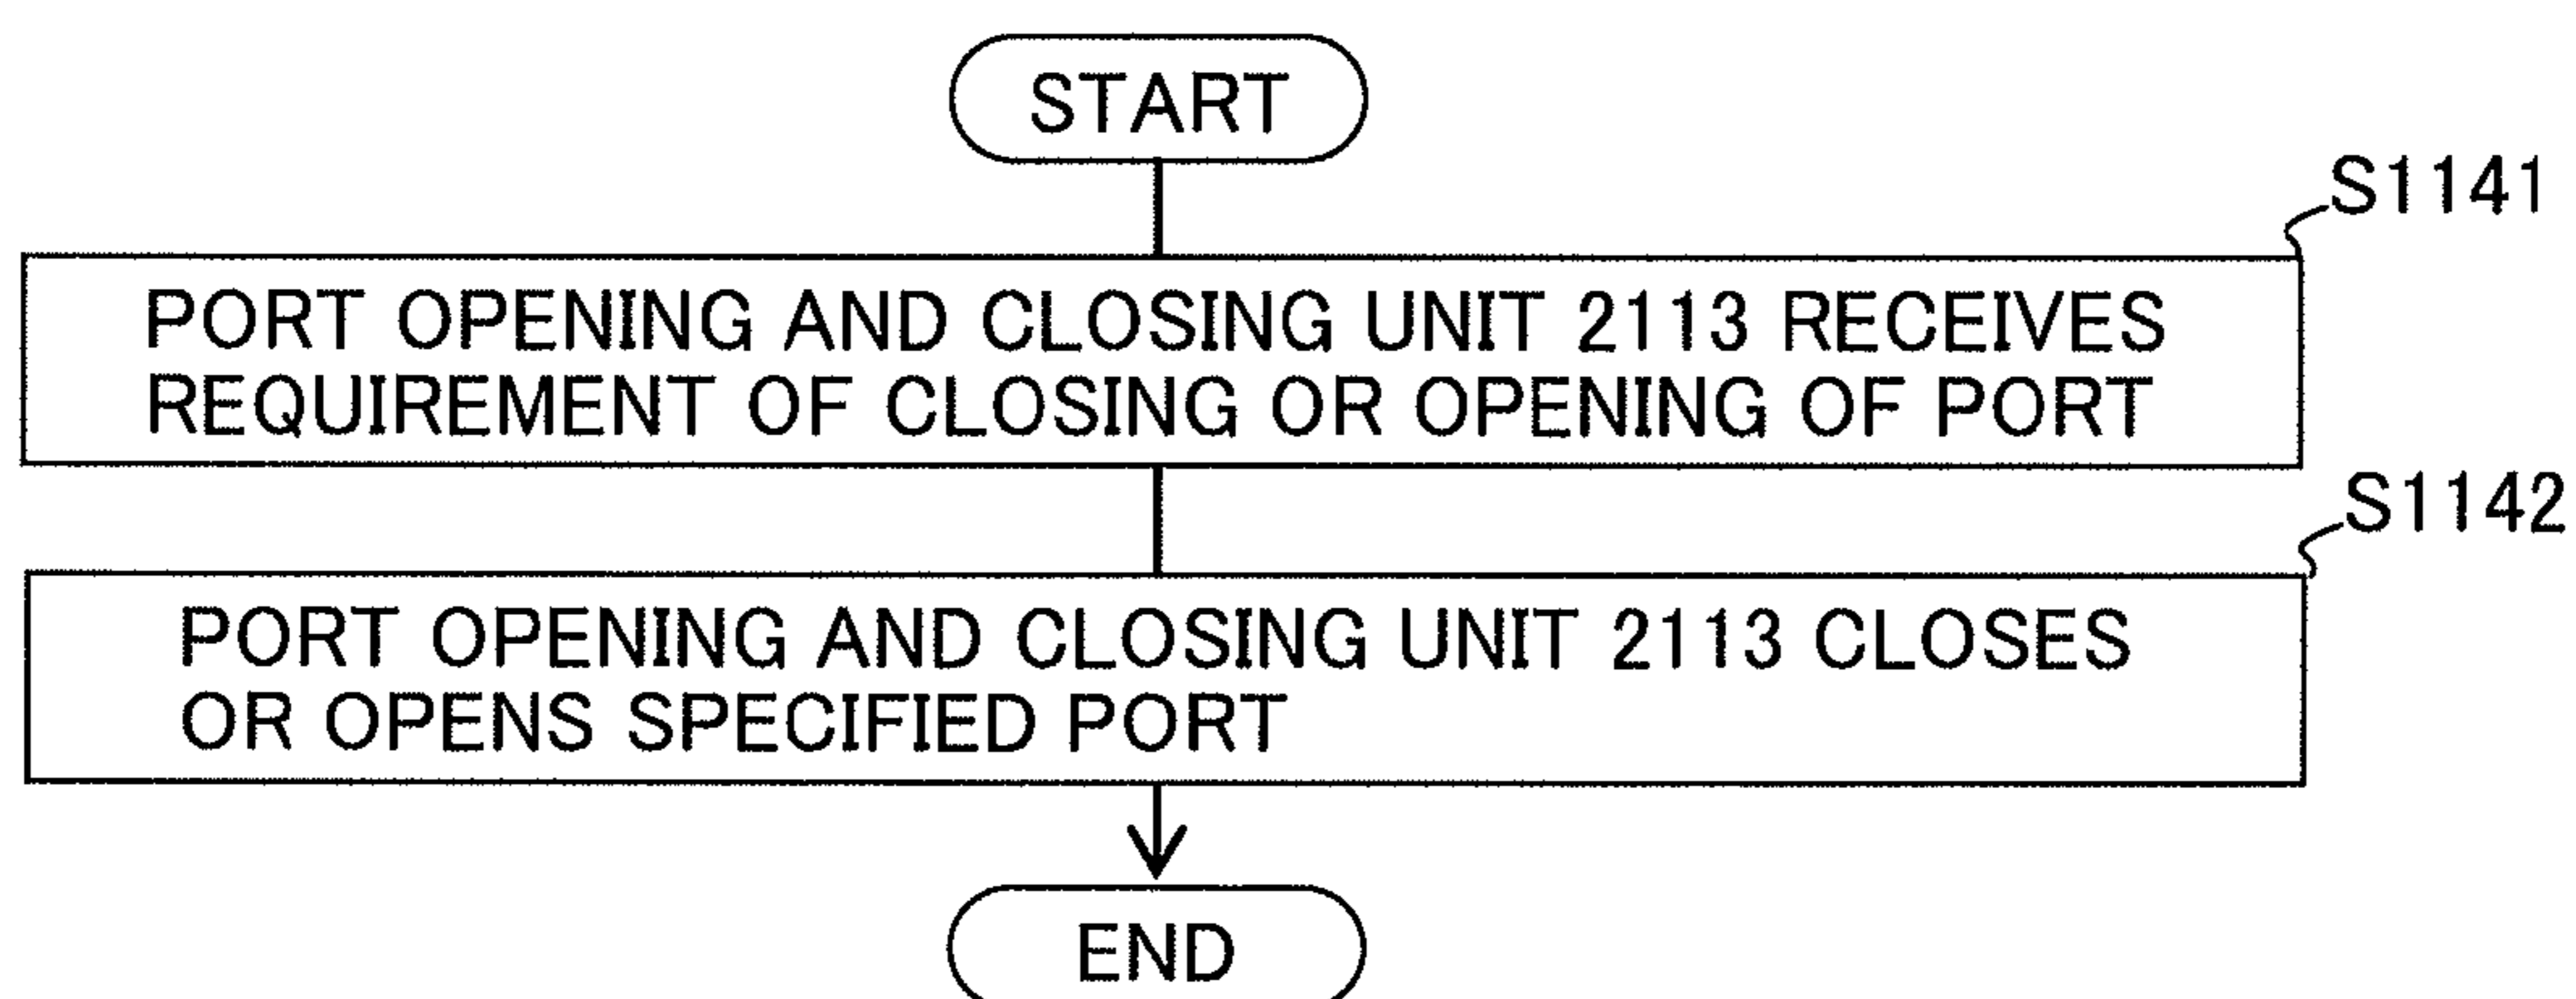 START
S1141
PORT OPENING AND CLOSING UNIT 2113 RECEIVES
REQUIREMENT OF CLOSING OR OPENING OF PORT
S1142
PORT OPENING AND CLOSING UNIT 2113 CLOSES
OR OPENS SPECIFIED PORT
END